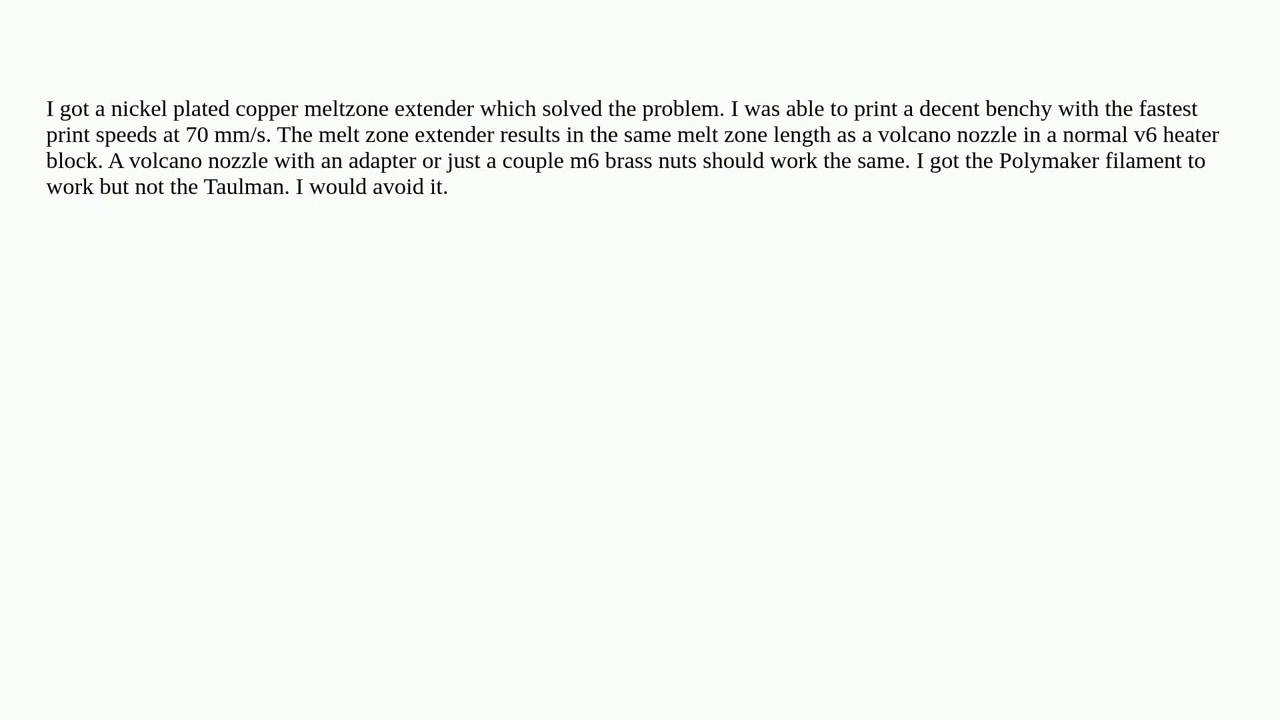 I got a nickel plated copper meltzone extender which solved the problem. I was able to print a decent benchy with the fastest
print speeds at 70 mm/s. The melt zone extender results in the same melt zone length as a volcano nozzle in a normal v6 heater
block. A volcano nozzle with an adapter or just a couple m6 brass nuts should work the same. I got the Polymaker filament to
work but not the Taulman. I would avoid it.